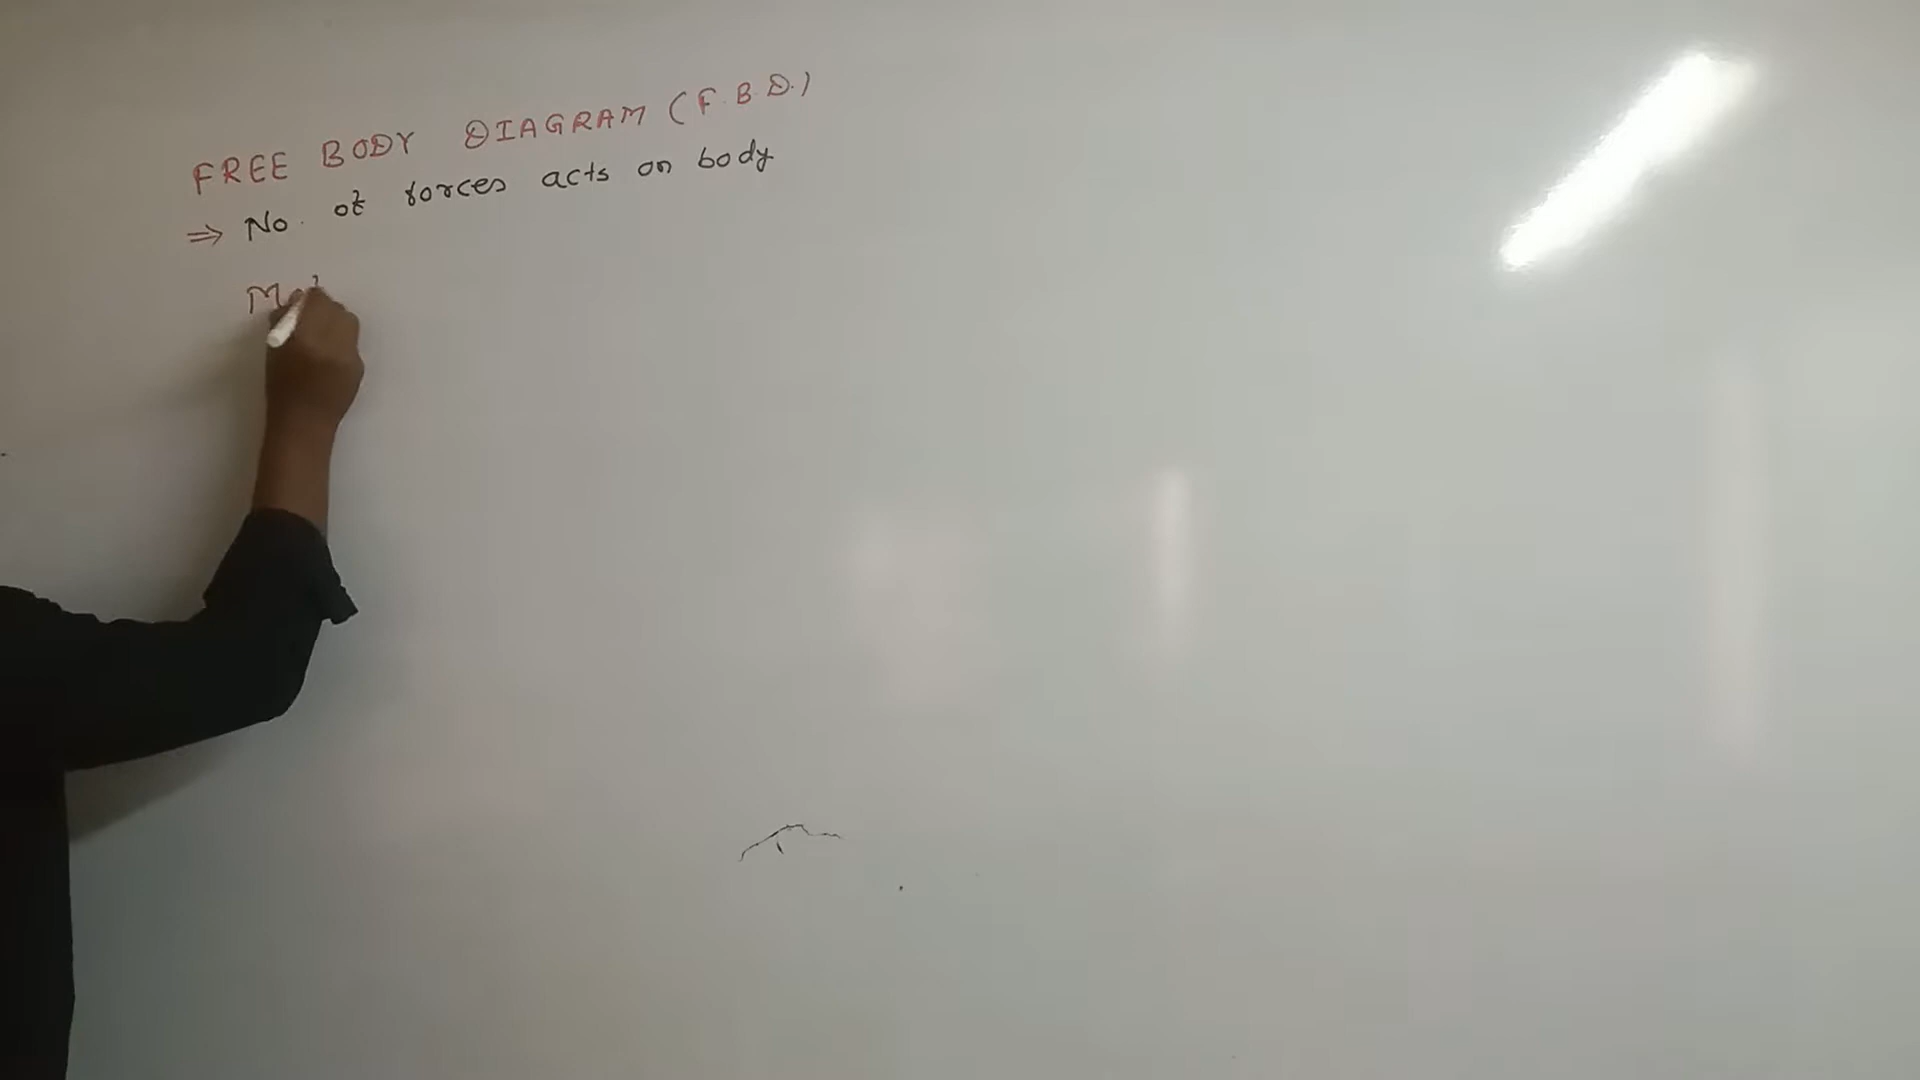 FREE BODY DIAGRAM (F.B.D.)
⇒ No. of forces acts on body